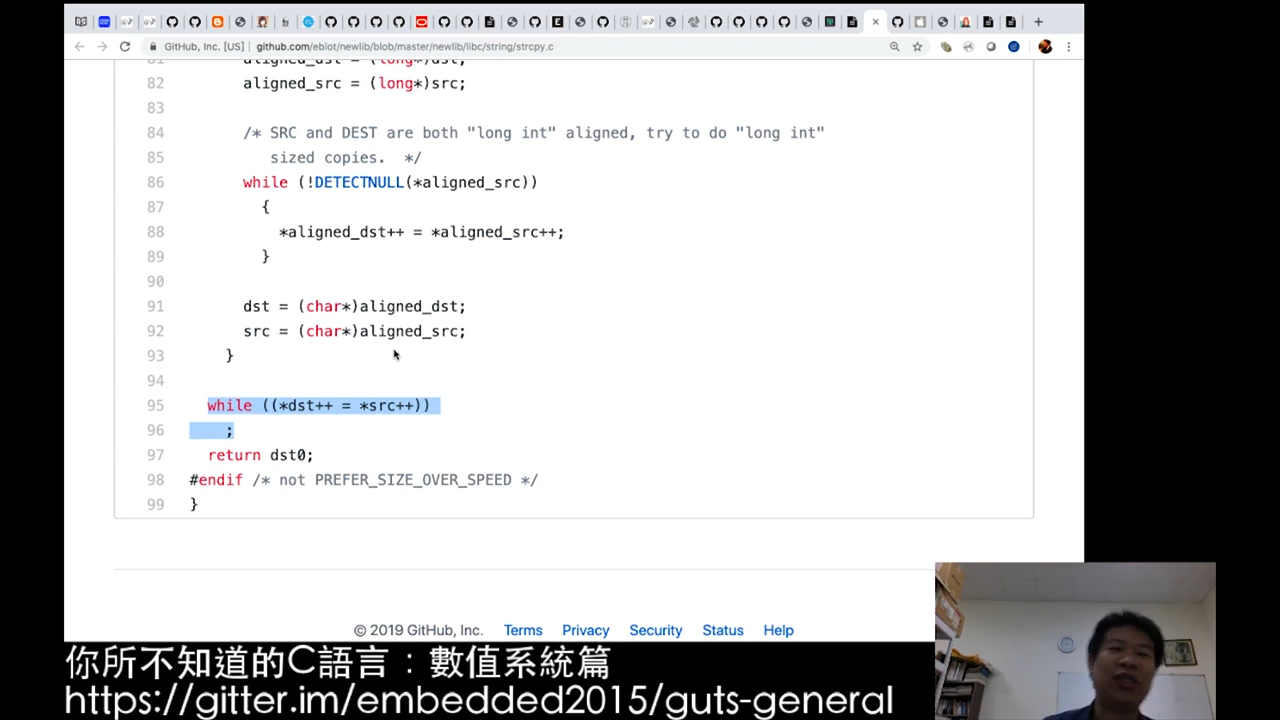 GitHub, Inc. [US] | github.com/eblot/newlib/blob/master/newlib/libc/string/strcpy.c
81 aligned_dst = (long*)dst;
82 aligned_src = (long*)src;
83
84 /* SRC and DEST are both "long int" aligned, try to do "long int"
85 sized copies.  */
86 while (!DETECTNULL(*aligned_src))
87 {
88 *aligned_dst++ = *aligned_src++;
89 }
90
91 dst = (char*)aligned_dst;
92 src = (char*)aligned_src;
93 }
94
95 while ((*dst++ = *src++))
96 ;
97 return dst0;
98 #endif /* not PREFER_SIZE_OVER_SPEED */
99 }
© 2019 GitHub, Inc. Terms Privacy Security Status Help
你所不知道的C語言：數值系統篇
https://gitter.im/embedded2015/guts-general